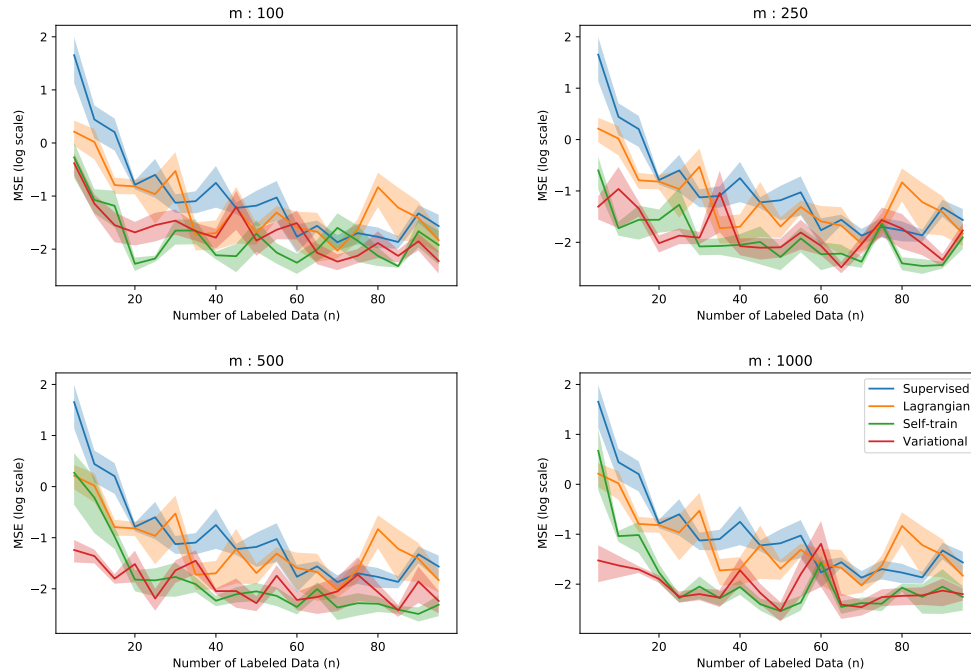 m : 100
MSE (log scale)
2
1
0
−1
−2
20
40
60
80
Number of Labeled Data (n)
m : 250
MSE (log scale)
2
1
0
−1
−2
20
40
60
80
Number of Labeled Data (n)
m : 500
MSE (log scale)
2
1
0
−1
−2
20
40
60
80
Number of Labeled Data (n)
m : 1000
MSE (log scale)
2
1
0
−1
−2
20
40
60
80
Number of Labeled Data (n)
Supervised
Lagrangian
Self-train
Variational